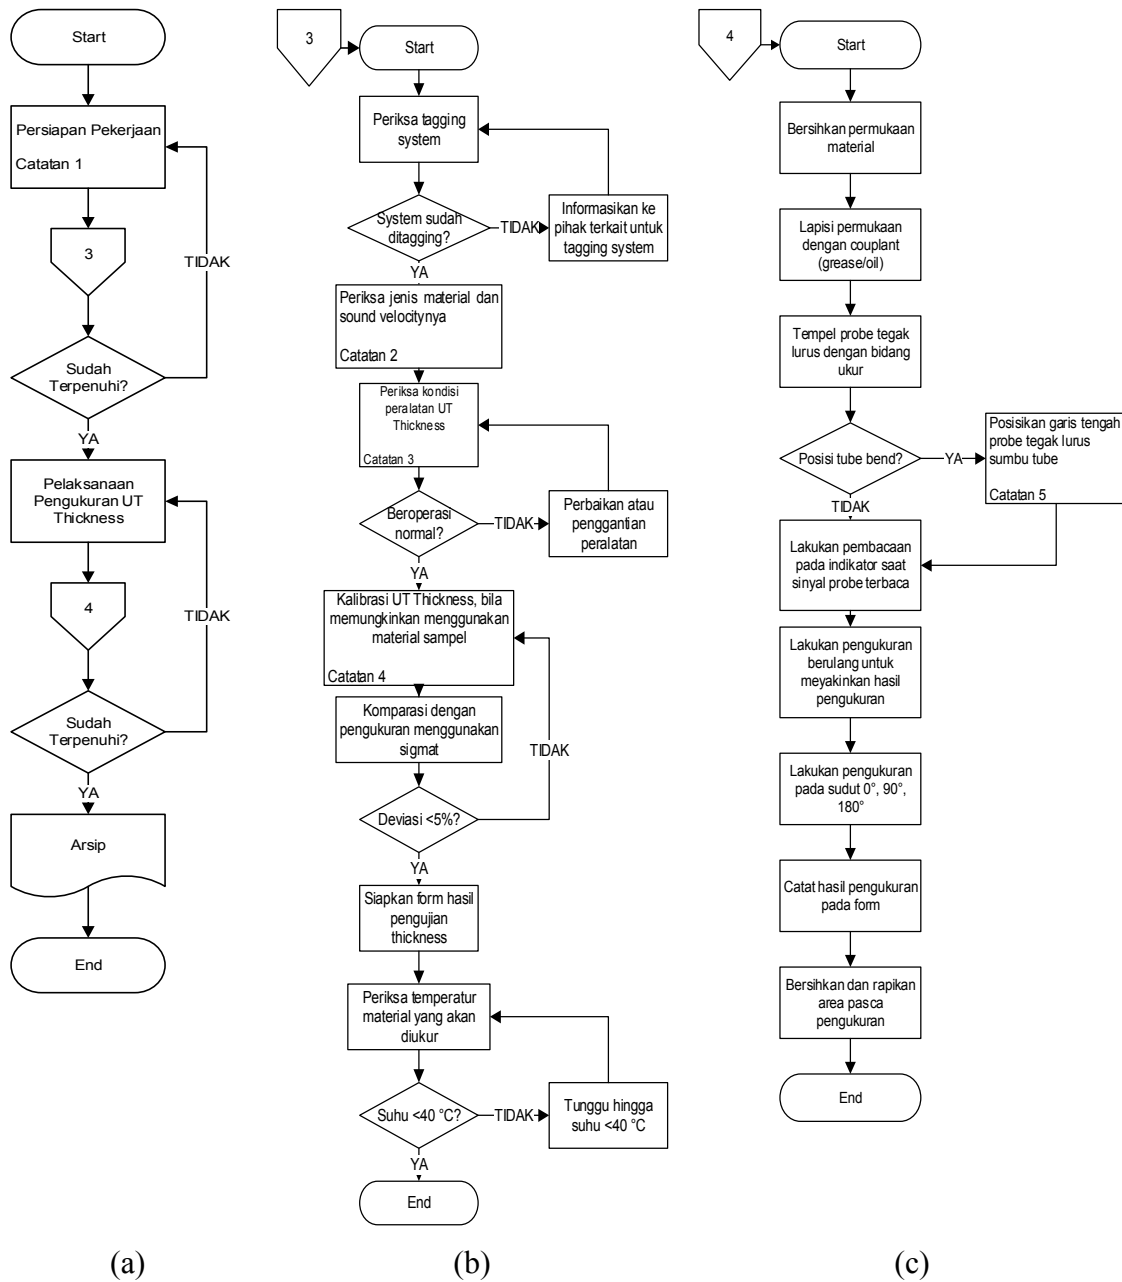 Start
Persiapan Pekerjaan
Catatan 1
3
TIDAK
Sudah
Terpenuhi?
YA
Pelaksanaan
Pengukuran UT
Thickness
4
TIDAK
Sudah
Terpenuhi?
YA
Arsip
End
(a)
3
Start
Periksa tagging
system
System sudah
ditagging?
TIDAK
Informasikan ke
pihak terkait untuk
tagging system
YA
Periksa jenis material dan
sound velocitynya
Catatan 2
Periksa kondisi
peralatan UT
Thickness
Catatan 3
Beroperasi
normal?
TIDAK
Perbaikan atau
penggantian
peralatan
YA
Kalibrasi UT Thickness, bila
memungkinkan menggunakan
material sampel
Catatan 4
Komparasi dengan
pengukuran menggunakan
sigmat
TIDAK
Deviasi <5%?
YA
Siapkan form hasil
pengujian
thickness
Periksa temperatur
material yang akan
diukur
Suhu <40 °C?
TIDAK
Tunggu hingga
suhu <40 °C
YA
End
(b)
4
Start
Bersihkan permukaan
material
Lapisi permukaan
dengan couplant
(grease/oil)
Tempel probe tegak
lurus dengan bidang
ukur
Posisi tube bend?
YA
Posisikan garis tengah
probe tegak lurus
sumbu tube
Catatan 5
TIDAK
Lakukan pembacaan
pada indikator saat
sinyal probe terbaca
Lakukan pengukuran
berulang untuk
meyakinkan hasil
pengukuran
Lakukan pengukuran
pada sudut 0°, 90°,
180°
Catat hasil pengukuran
pada form
Bersihkan dan rapikan
area pasca
pengukuran
End
(c)